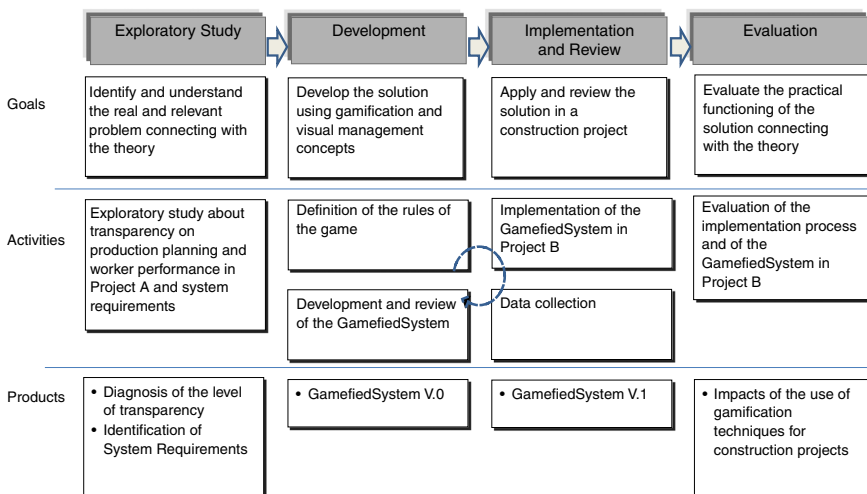 Exploratory Study
Development
Implementation
and Review
Evaluation
Goals
Identify and understand
the real and relevant
problem connecting with
the theory
Develop the solution
using gamification and
visual management
concepts
Apply and review the
solution in a
construction project
Evaluate the practical
functioning of the
solution connecting
with the theory
Activities
Exploratory study about
transparency on
production planning and
worker performance in
Project A and system
requirements
Definition of the rules of
the game
Development and review
of the GamefiedSystem
Implementation of the
GamefiedSystem in
Project B
Data collection
Evaluation of the
implementation process
and of the
GamefiedSystem in
Project B
Products
• Diagnosis of the level
of transparency
• Identification of
System Requirements
• GamefiedSystem V.0
• GamefiedSystem V.1
• Impacts of the use of
gamification
techniques for
construction projects